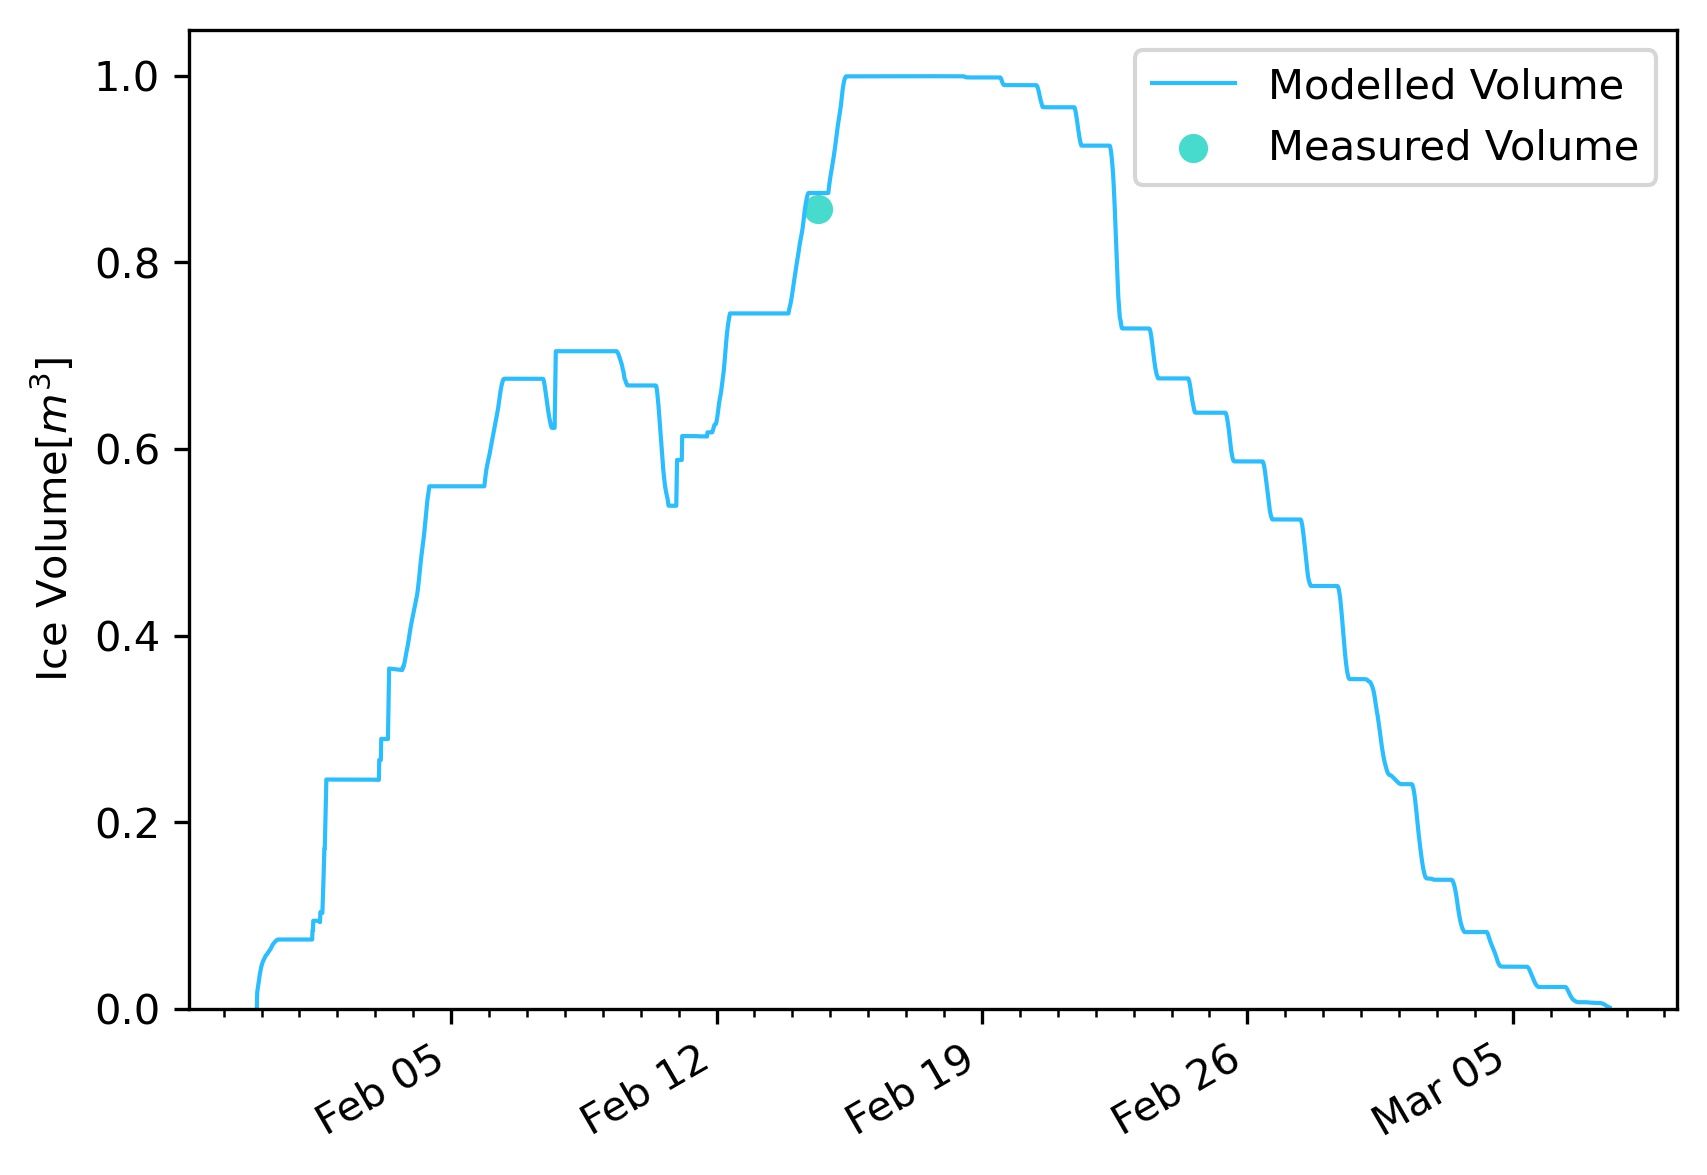 Ice Volume[m³]
1.0
0.8
0.6
0.4
0.2
0.0
Modelled Volume
Measured Volume
Feb 05
Feb 12
Feb 19
Feb 26
Mar 05